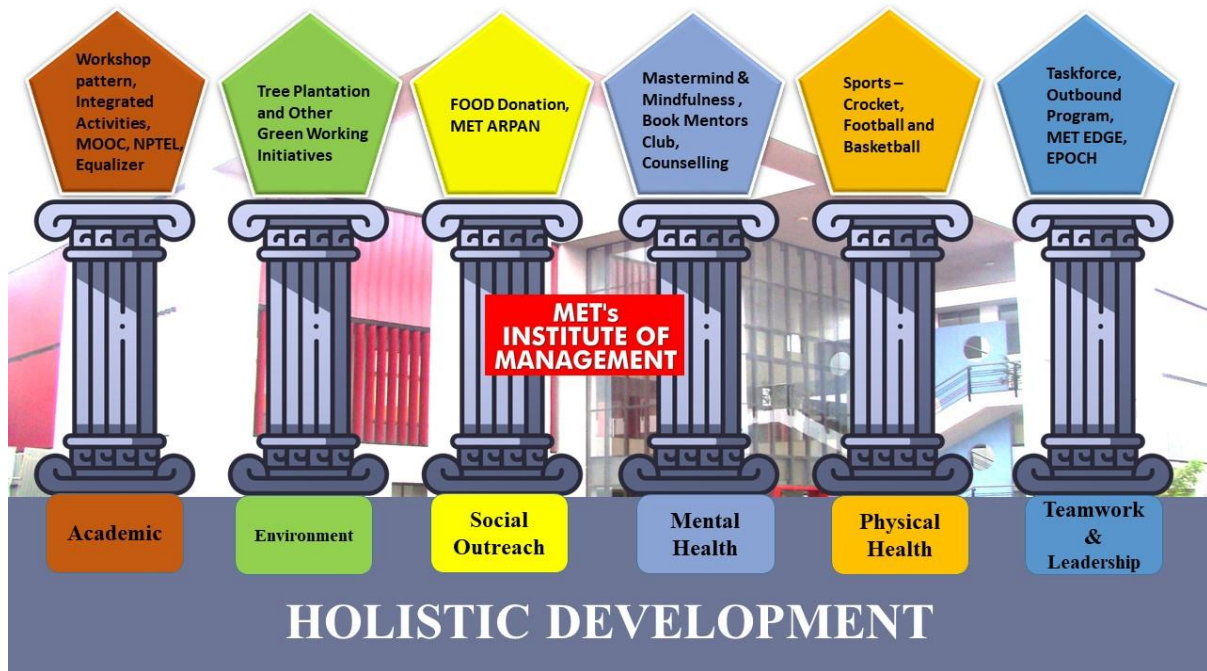 Workshop
pattern,
Integrated
Activities,
MOOC, NPTEL,
Equalizer
Tree Plantation
and Other
Green Working
Initiatives
FOOD Donation,
MET ARPAN
Mastermind &
Mindfulness ,
Book Mentors
Club,
Counselling
Sports –
Crocket,
Football and
Basketball
Taskforce,
Outbound
Program,
MET EDGE,
EPOCH
MET's
INSTITUTE OF
MANAGEMENT
Academic
Environment
Social
Outreach
Mental
Health
Physical
Health
Teamwork
&
Leadership
HOLISTIC DEVELOPMENT